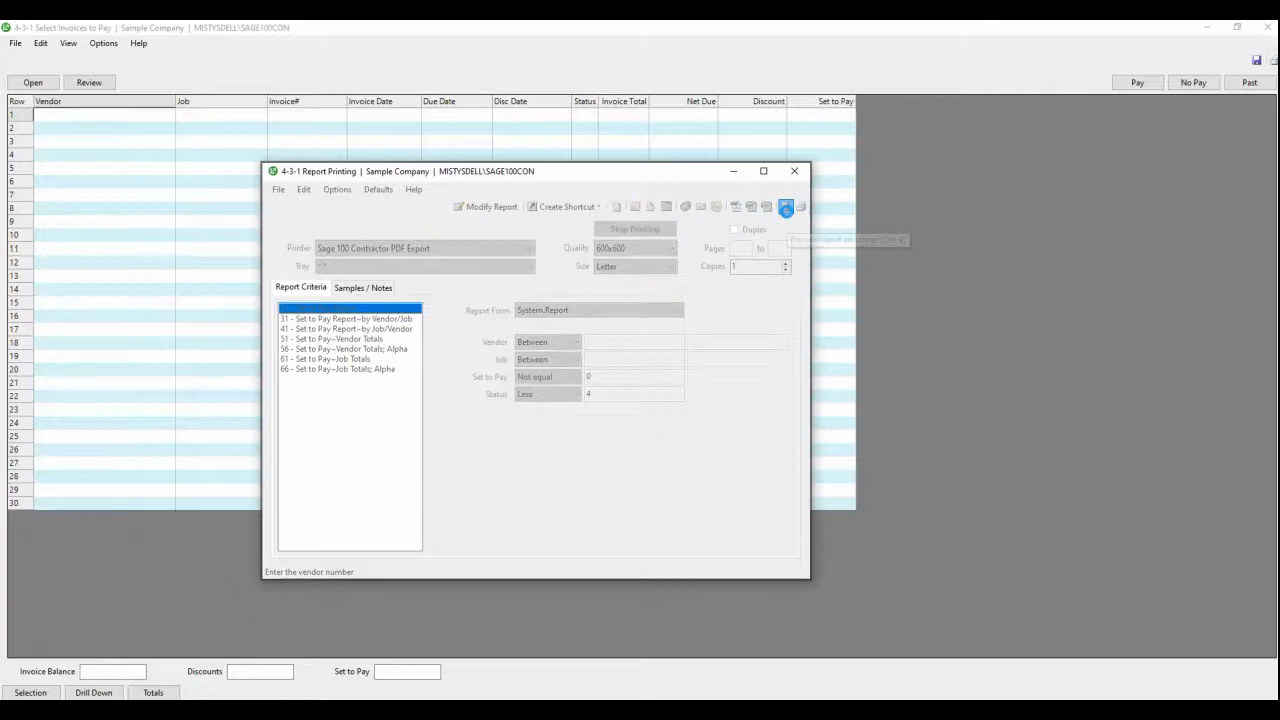 4-3-1 Select Invoices to Pay | Sample Company | MISTYSDELL\SAGE100CON
File Edit View Options Help
Open Review Pay No Pay Past
Row Vendor Job Invoice# Invoice Date Due Date Disc Date Status Invoice Total Net Due Discount Set to Pay
1
2
3
4
5
6
7
8
9
10
11
12
13
14
15
16
17
18
19
20
21
22
23
24
25
26
27
28
29
30
4-3-1 Report Printing | Sample Company | MISTYSDELL\SAGE100CON
File Edit Options Defaults Help
Modify Report Create Shortcut
Stop Printing Duplex
Printer Sage 100 Contractor PDF Export Quality 600x600 Pages to
Tray ** Size Letter Copies 1
Report Criteria Samples / Notes
31 - Set to Pay Report~by Vendor/Job
41 - Set to Pay Report~by Job/Vendor
51 - Set to Pay~Vendor Totals
56 - Set to Pay~Vendor Totals; Alpha
61 - Set to Pay~Job Totals
66 - Set to Pay~Job Totals; Alpha
Report Form System.Report
Vendor Between
Job Between
Set to Pay Not equal 0
Status Less 4
Enter the vendor number
Invoice Balance Discounts Set to Pay
Selection Drill Down Totals